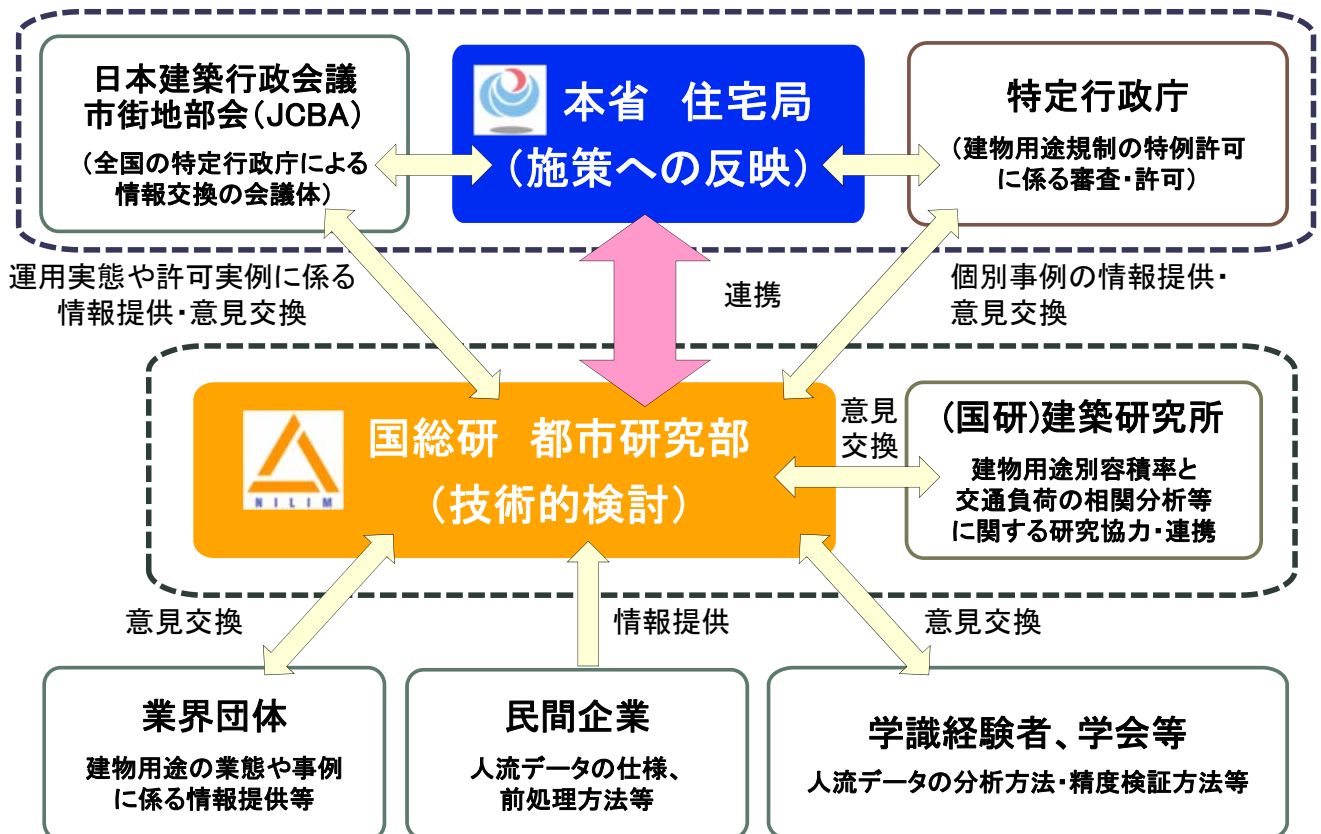 日本建築行政会議
市街地部会(JCBA)
(全国の特定行政庁による
情報交換の会議体)
本省 住宅局
(施策への反映)
特定行政庁
(建物用途規制の特例許可
に係る審査・許可)
運用実態や許可実例に係る
情報提供・意見交換
連携
個別事例の情報提供・
意見交換
NILIM
国総研 都市研究部
(技術的検討)
意見
交換
(国研)建築研究所
建物用途別容積率と
交通負荷の相関分析等
に関する研究協力・連携
意見交換
情報提供
意見交換
業界団体
建物用途の業態や事例
に係る情報提供等
民間企業
人流データの仕様、
前処理方法等
学識経験者、学会等
人流データの分析方法・精度検証方法等